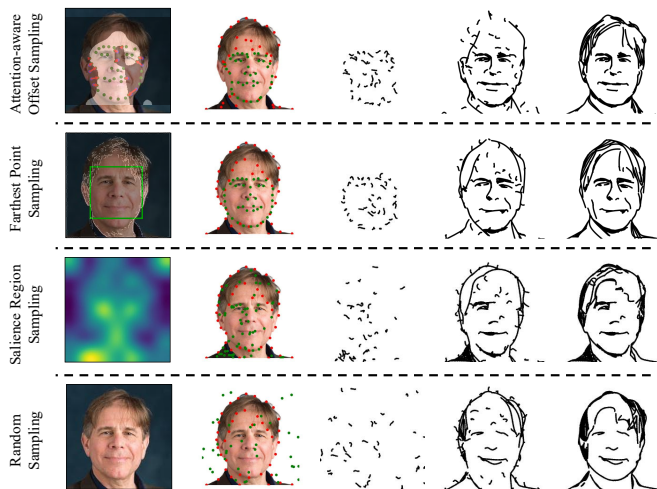 Attention-aware
Offset Sampling
Farthest Point
Sampling
Salience Region
Sampling
Random
Sampling